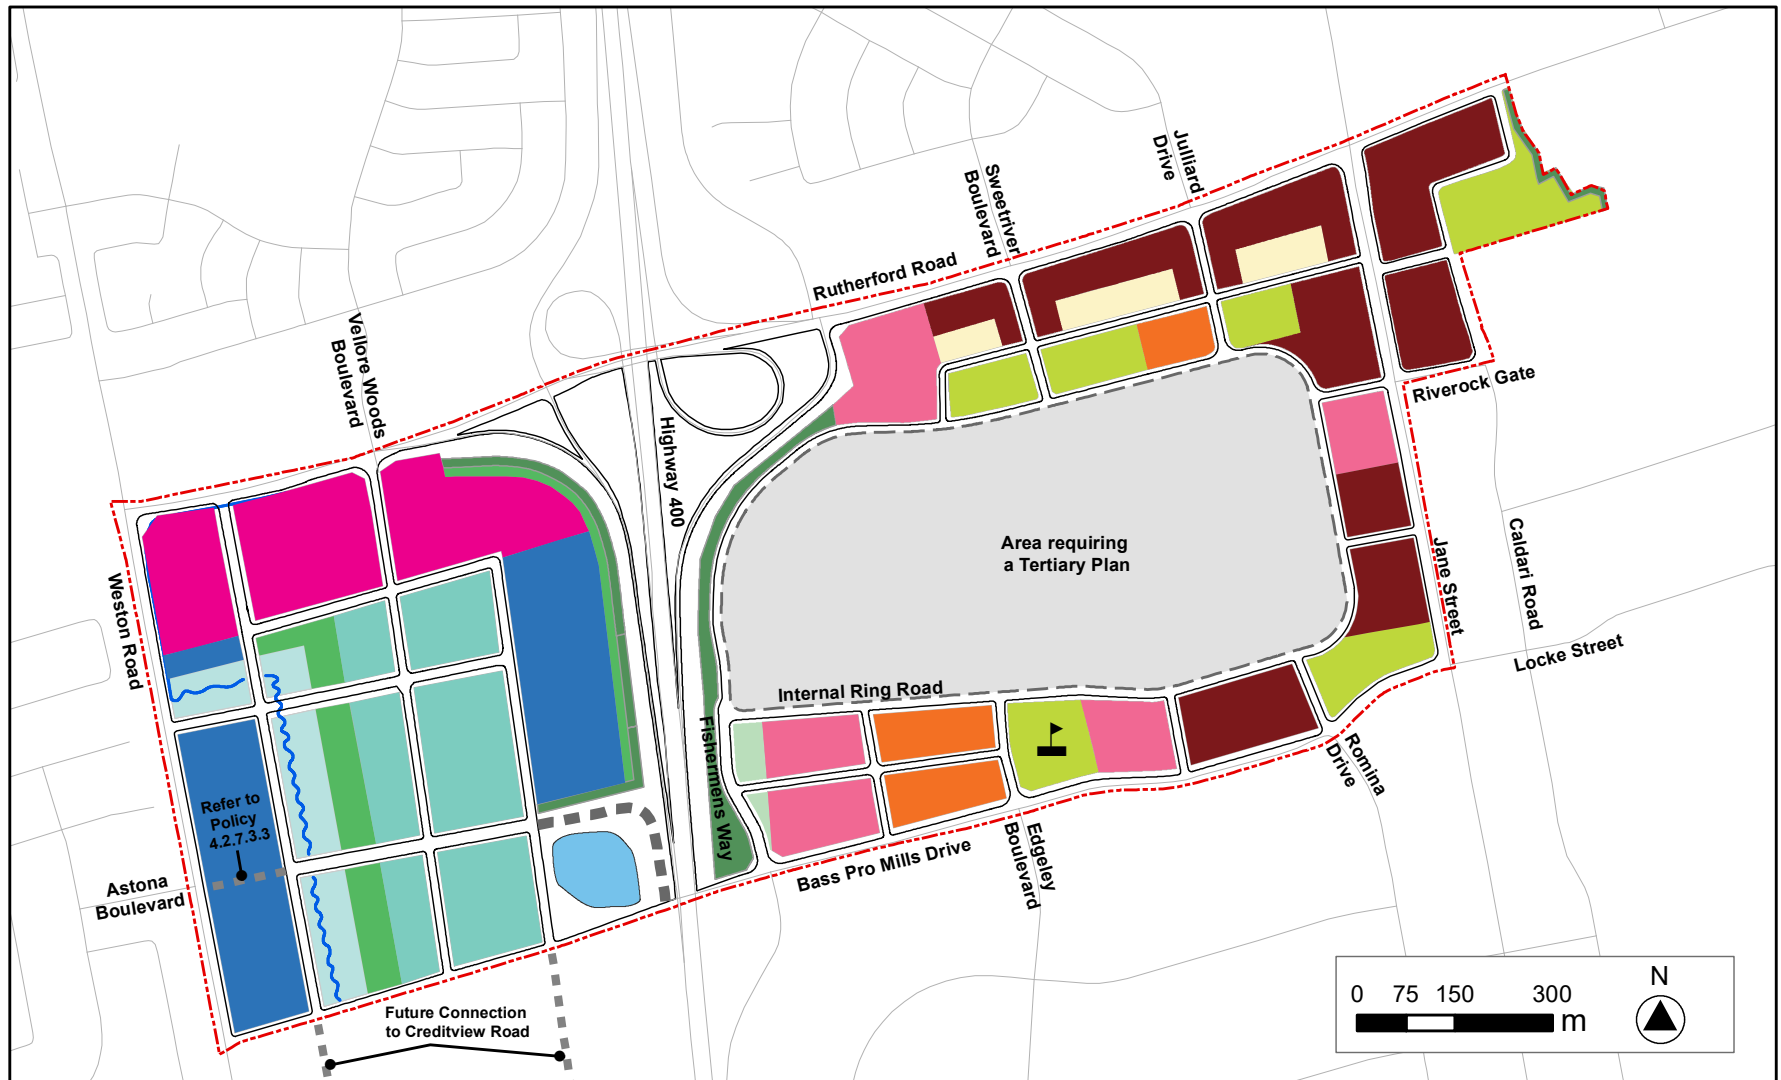 Julliard
Drive
Sweetriver
Boulevard
Rutherford Road
Vellore Woods
Boulevard
Riverock Gate
Highway 400
Area requiring
a Tertiary Plan
Caldari Road
Jane Street
Weston Road
Locke Street
Internal Ring Road
Fishermens Way
Romina
Drive
Refer to
Policy
4.2.7.3.3
Edgeley
Boulevard
Bass Pro Mills Drive
Astona
Boulevard
Future Connection
to Creditview Road
N
0 75 150 300
m